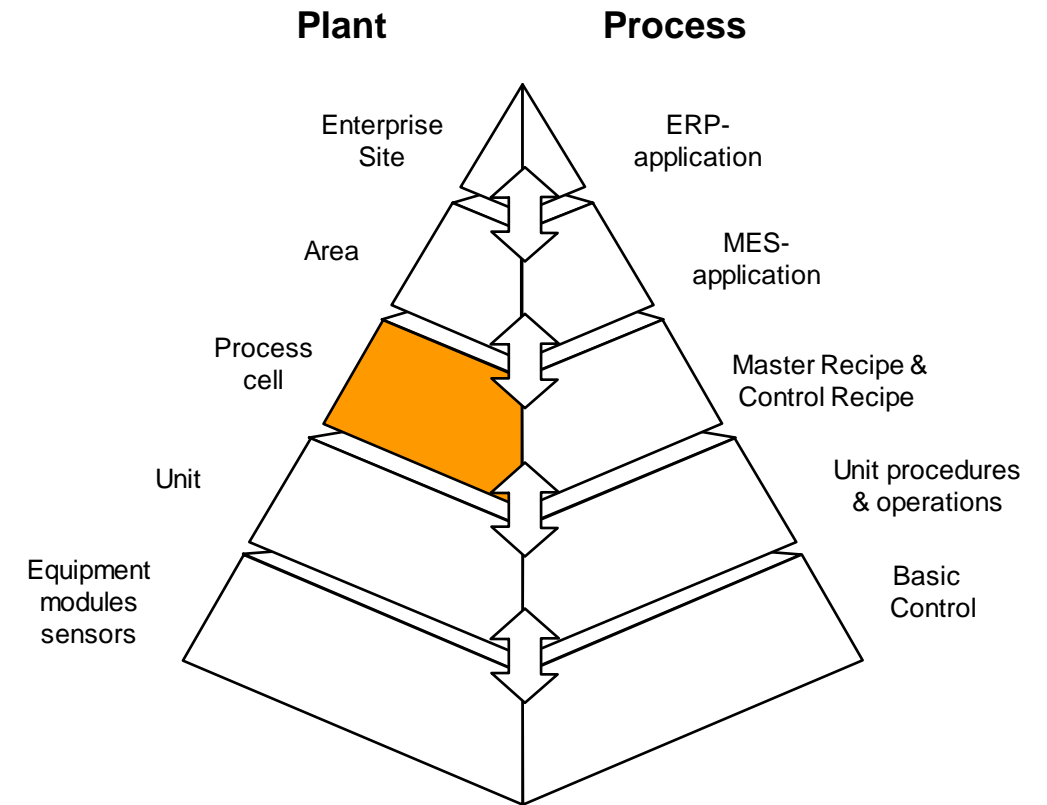 Plant
Process
Enterprise
Site
ERP-
application
Area
MES-
application
Process
cell
Master Recipe &
Control Recipe
Unit
Unit procedures
& operations
Equipment
modules
sensors
Basic
Control